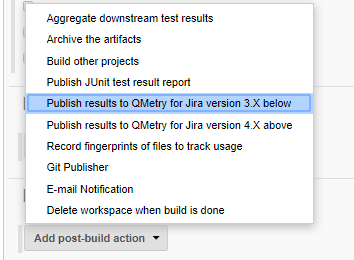 Aggregate downstream test results
Archive the artifacts
Build other projects
Publish JUnit test result report
Publish results to QMetry for Jira version 3.X below
Publish results to QMetry for Jira version 4.X above
Record fingerprints of files to track usage
Git Publisher
E-mail Notification
Delete workspace when build is done
Add post-build action